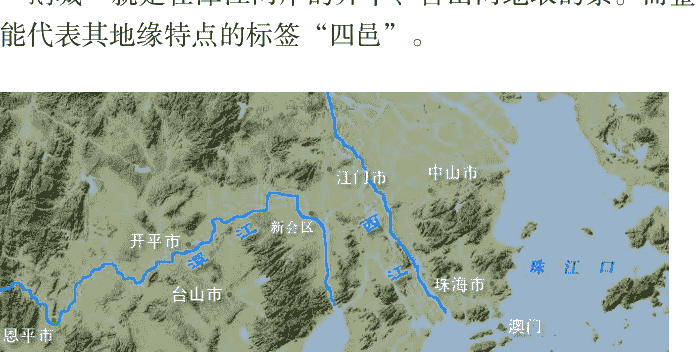 能代表其地缘特点的标签“四邑”。
江门市
中山市
开平市
潭江
新会区
西江
珠江口
台山市
珠海市
恩平市
澳门